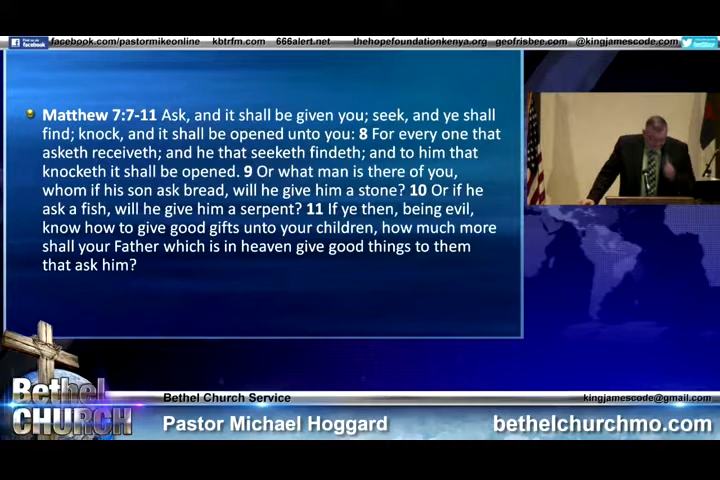 Find us on facebook facebook.com/pastormikeonline kbtrfm.com 666alert.net thehopefoundationkenya.org geofrisbee.com @kingjamescode.com twitter
Matthew 7:7-11 Ask, and it shall be given you; seek, and ye shall
find; knock, and it shall be opened unto you: 8 For every one that
asketh receiveth; and he that seeketh findeth; and to him that
knocketh it shall be opened. 9 Or what man is there of you,
whom if his son ask bread, will he give him a stone? 10 Or if he
ask a fish, will he give him a serpent? 11 If ye then, being evil,
know how to give good gifts unto your children, how much more
shall your Father which is in heaven give good things to them
that ask him?
Bethel
CHURCH
Bethel Church Service kingjamescode@gmail.com
Pastor Michael Hoggard bethelchurchmo.com